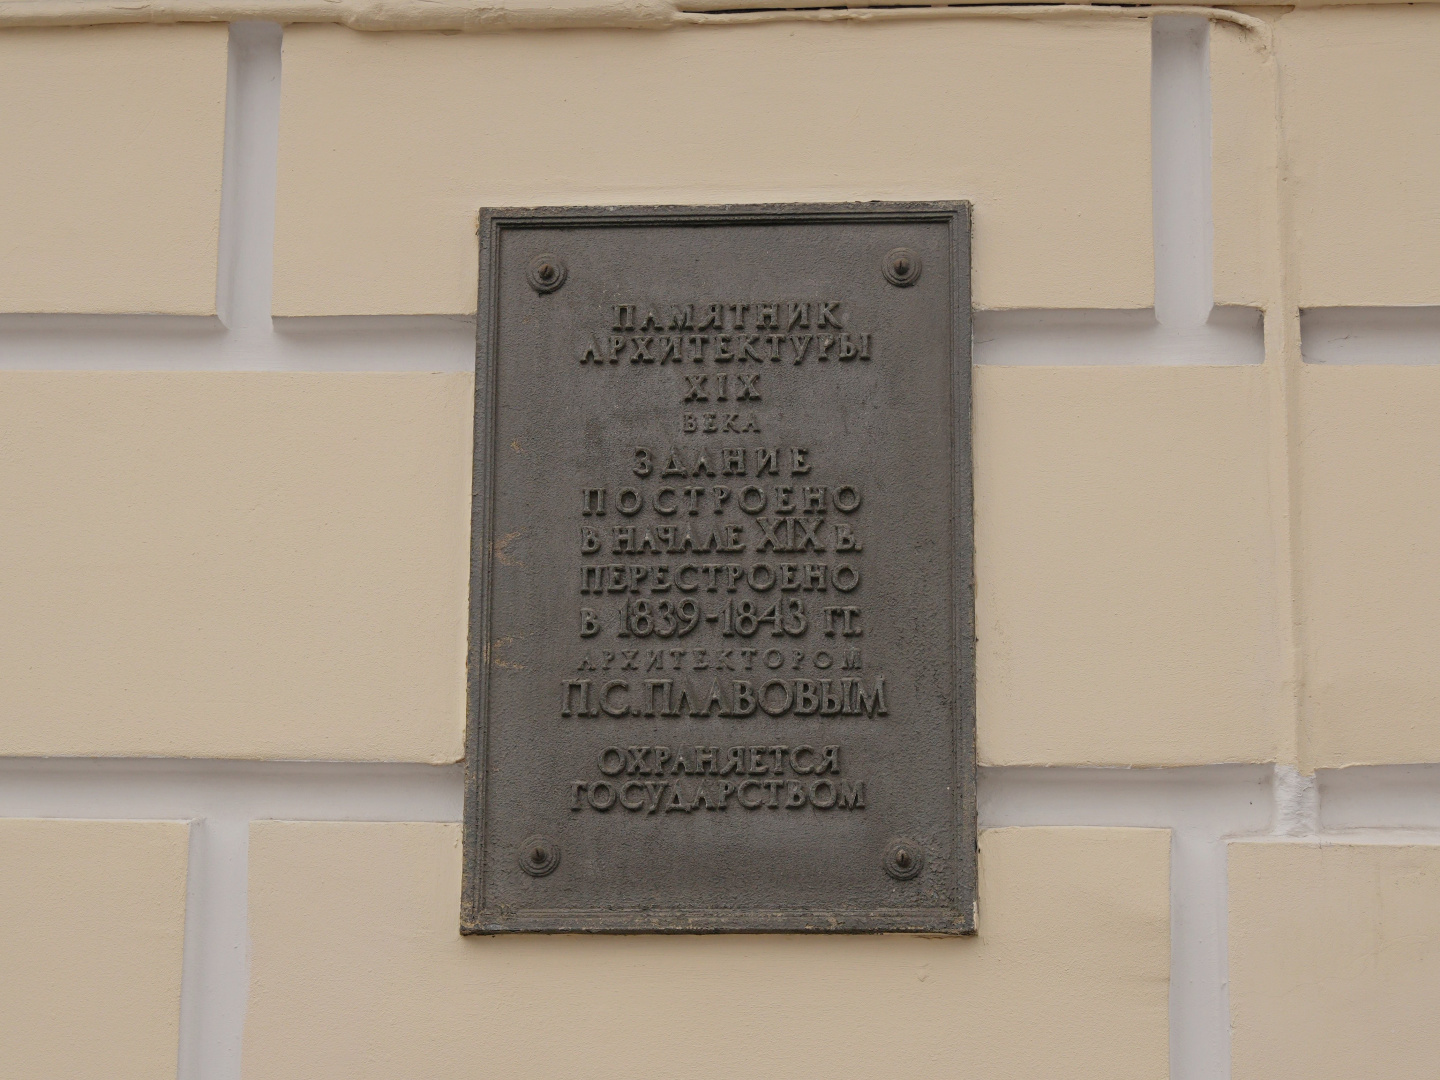 ПАМЯТНИК
АРХИТЕКТУРЫ
XIX
ВЕКА
ЗДАНИЕ
ПОСТРОЕНО
В НАЧАЛЕ XIX В.
ПЕРЕСТРОЕНО
В 1839-1843 ГГ.
АРХИТЕКТОРОМ
П.С.ПЛАВОВЫМ
ОХРАНЯЕТСЯ
ГОСУДАРСТВОМ